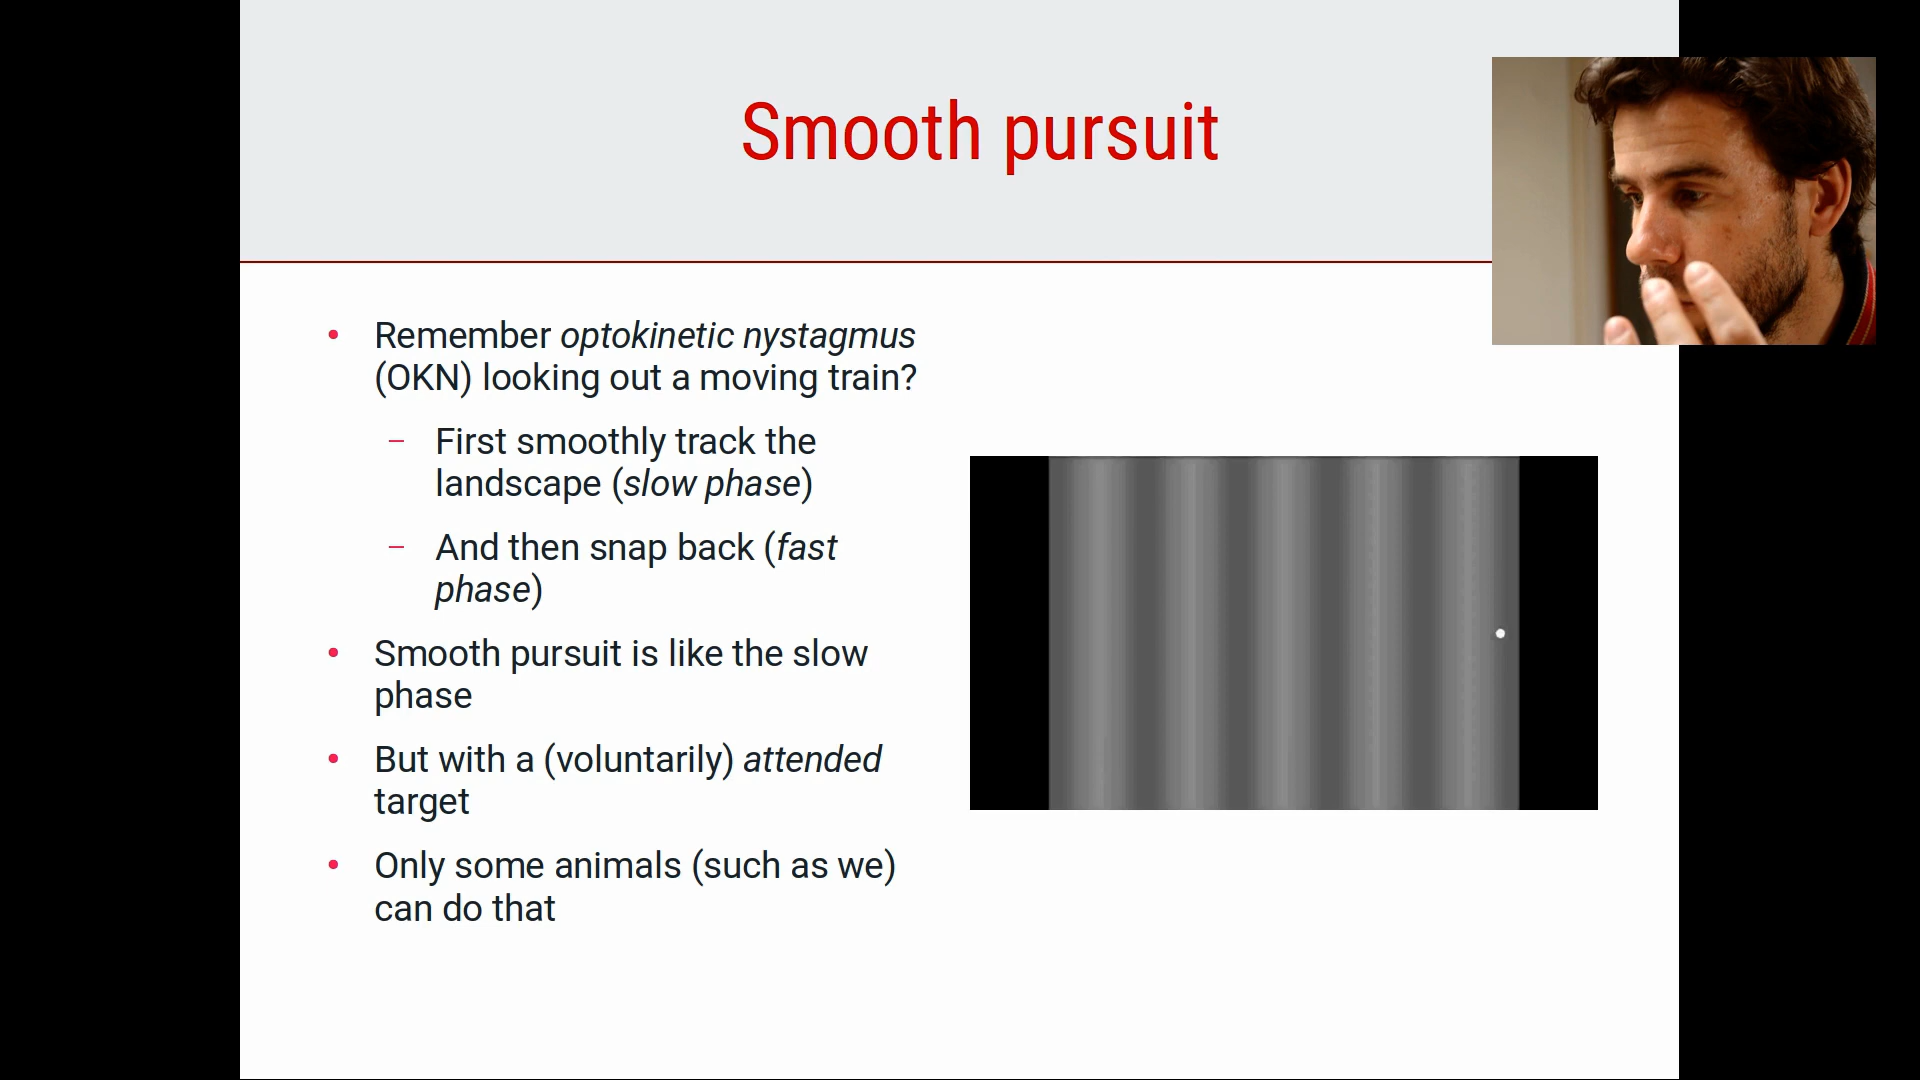 Smooth pursuit
• Remember optokinetic nystagmus
(OKN) looking out a moving train?
– First smoothly track the
landscape (slow phase)
– And then snap back (fast
phase)
• Smooth pursuit is like the slow
phase
• But with a (voluntarily) attended
target
• Only some animals (such as we)
can do that